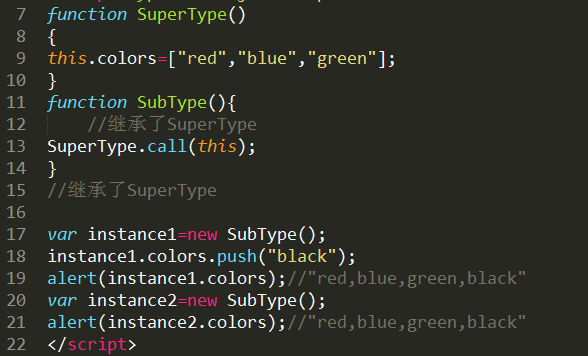 7 function SuperType()
8 {
9 this.colors=["red","blue","green"];
10 }
11 function SubType(){
12     //继承了SuperType
13 SuperType.call(this);
14 }
15 //继承了SuperType
16
17 var instance1=new SubType();
18 instance1.colors.push("black");
19 alert(instance1.colors);//"red,blue,green,black"
20 var instance2=new SubType();
21 alert(instance2.colors);//"red,blue,green,black"
22 </script>